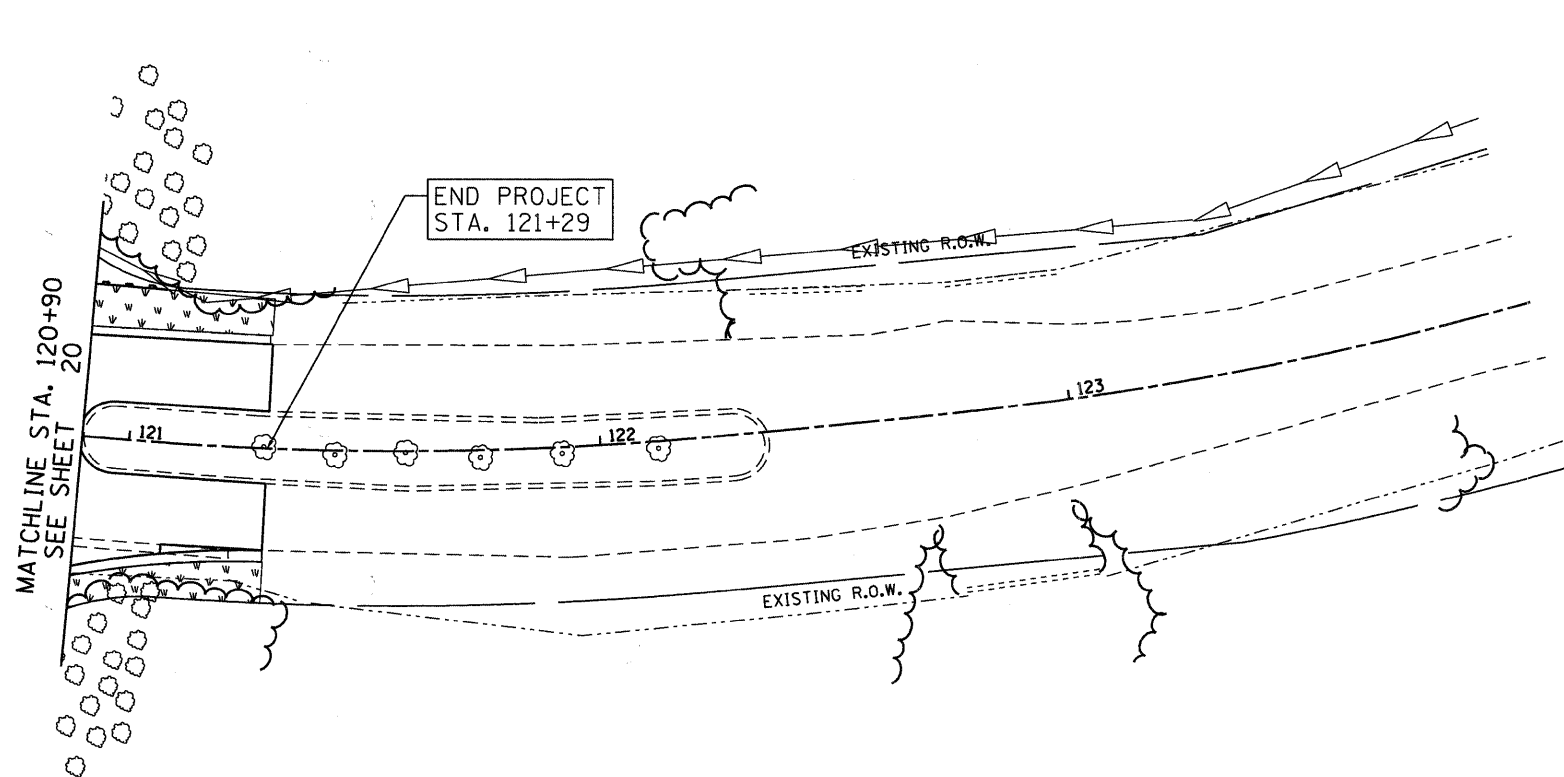 END PROJECT
STA. 121+29
EXISTING R.O.W.
MATCHLINE STA. 120+90
SEE SHEET 20
121
122
123
EXISTING R.O.W.